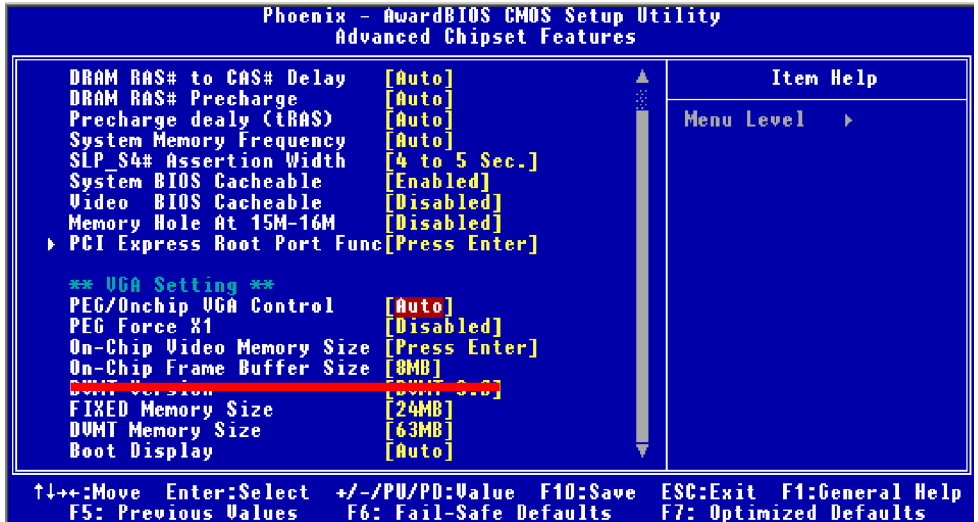 Phoenix - AwardBIOS CMOS Setup Utility
Advanced Chipset Features
DRAM RAS# to CAS# Delay [Auto]
DRAM RAS# Precharge [Auto]
Precharge dealy (tRAS) [Auto]
System Memory Frequency [Auto]
SLP_S4# Assertion Width [4 to 5 Sec.]
System BIOS Cacheable [Enabled]
Video BIOS Cacheable [Disabled]
Memory Hole At 15M-16M [Disabled]
PCI Express Root Port Func[Press Enter]
** VGA Setting **
PEG/Onchip VGA Control [Auto]
PEG Force X1 [Disabled]
On-Chip Video Memory Size [Press Enter]
On-Chip Frame Buffer Size [8MB]
DVMT Version [DVMT 3.0]
FIXED Memory Size [24MB]
DVMT Memory Size [63MB]
Boot Display [Auto]
Item Help
Menu Level
↑↓→←:Move Enter:Select +/-/PU/PD:Value F10:Save ESC:Exit F1:General Help
F5: Previous Values F6: Fail-Safe Defaults F7: Optimized Defaults